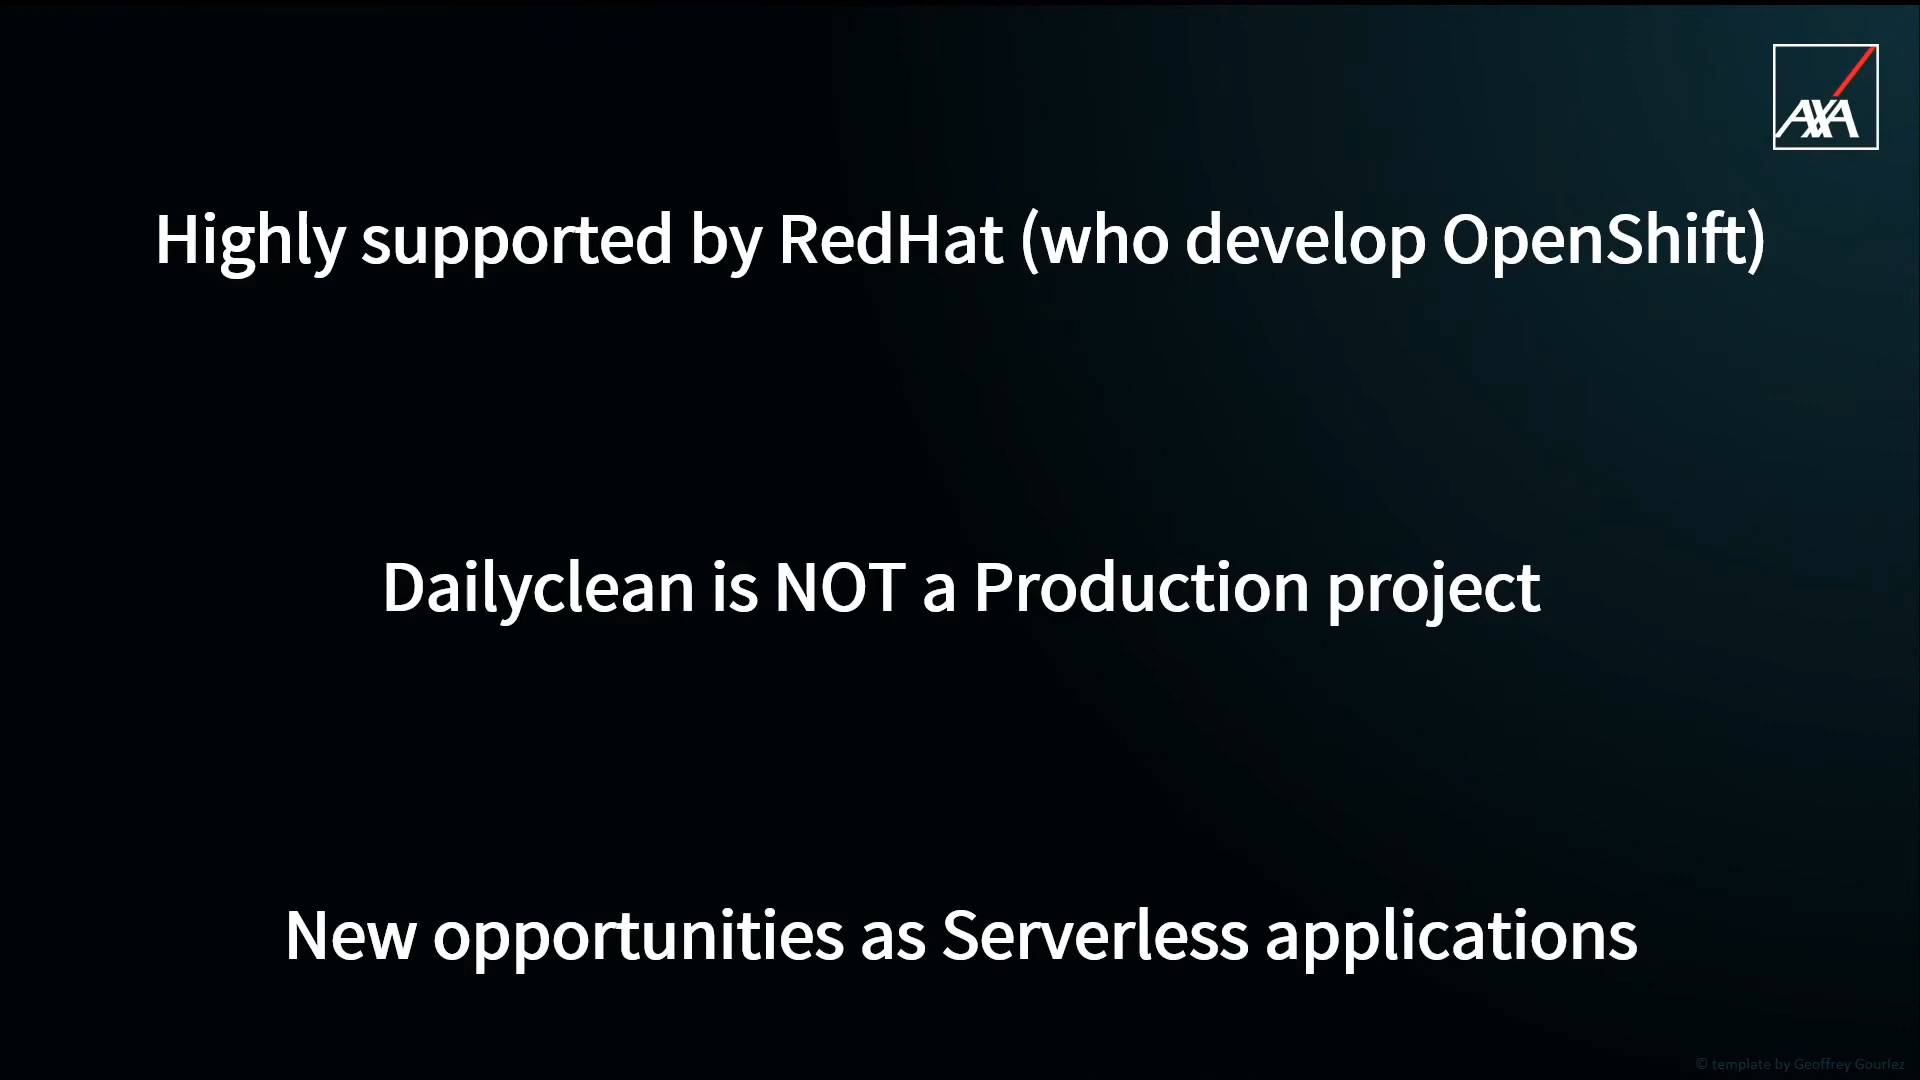 AXA
Highly supported by RedHat (who develop OpenShift)
Dailyclean is NOT a Production project
New opportunities as Serverless applications
© template by Geoffrey Gourlez